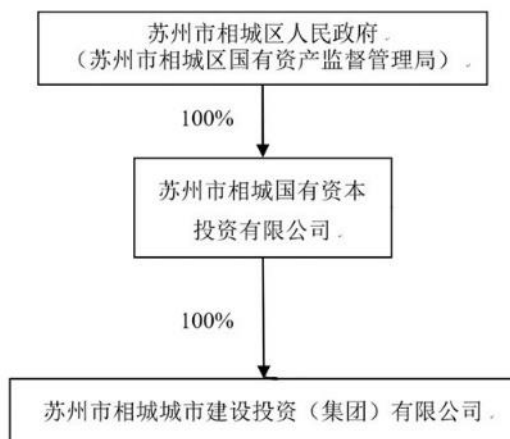 苏州市相城区人民政府
（苏州市相城区国有资产监督管理局）
100%
苏州市相城国有资本
投资有限公司
100%
苏州市相城城市建设投资（集团）有限公司